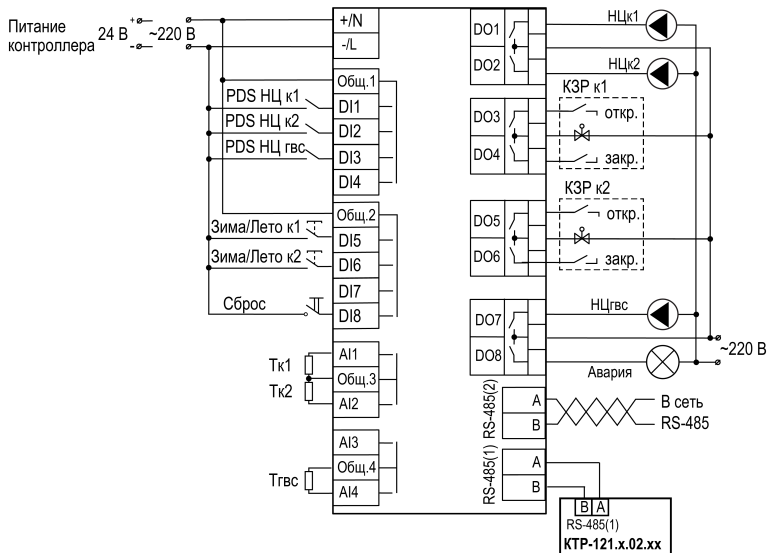 Питание
контроллера
24 В
+
-
~220 В
+/N
-/L
Общ.1
PDS НЦ к1
DI1
PDS НЦ к2
DI2
PDS НЦ гвс
DI3
DI4
Общ.2
Зима/Лето к1
DI5
Зима/Лето к2
DI6
DI7
Сброс
DI8
AI1
Тк1
Общ.3
Тк2
AI2
AI3
Общ.4
Тгвс
AI4
DO1
НЦк1
DO2
НЦк2
КЗР к1
DO3
откр.
DO4
закр.
КЗР к2
DO5
откр.
DO6
закр.
DO7
НЦгвс
DO8
Авария
~220 В
RS-485(2)
A
B
В сеть
RS-485
RS-485(1)
A
B
B A
RS-485(1)
КТР-121.х.02.хх